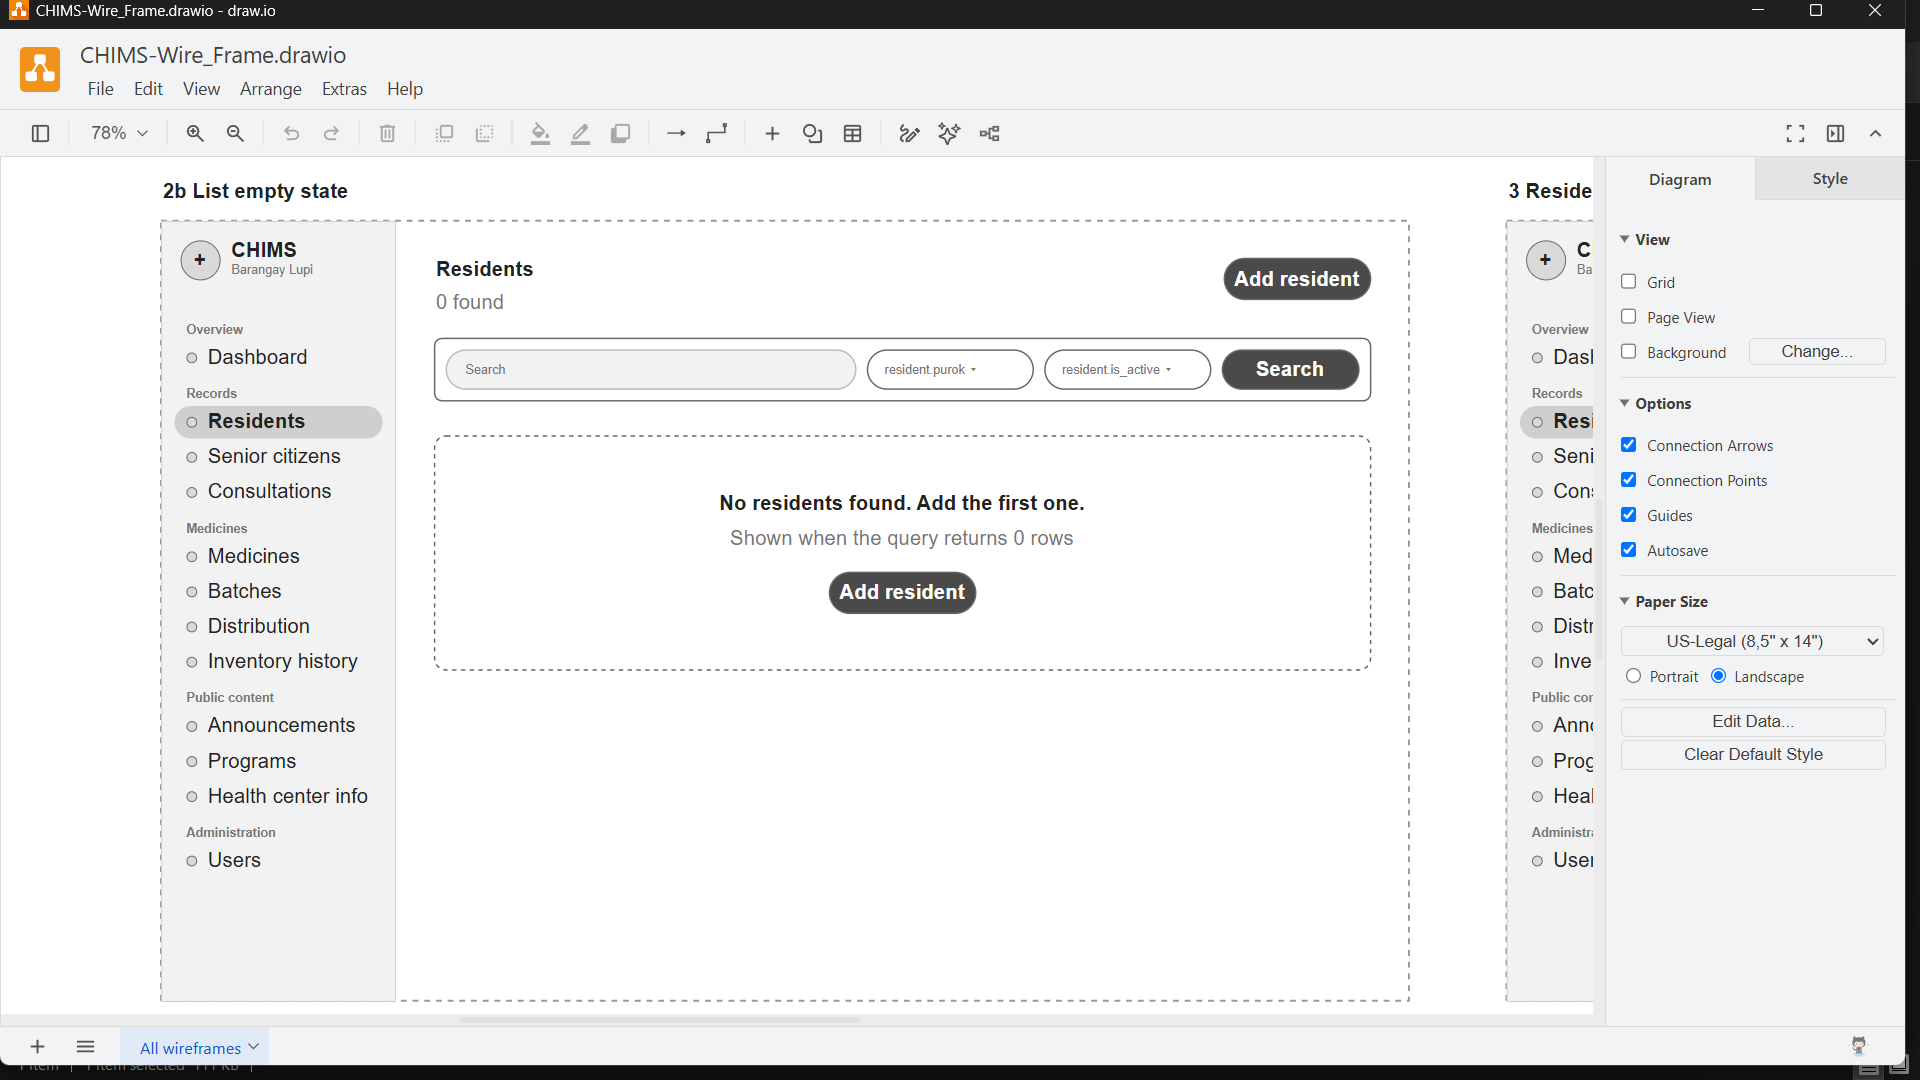 CHIMS-Wire_Frame.drawio - draw.io
CHIMS-Wire_Frame.drawio
File Edit View Arrange Extras Help
78%
2b List empty state
+
CHIMS
Barangay Lupi
Overview
Dashboard
Records
Residents
Senior citizens
Consultations
Medicines
Medicines
Batches
Distribution
Inventory history
Public content
Announcements
Programs
Health center info
Administration
Users
Residents
0 found
Add resident
Search
resident.purok
resident.is_active
Search
No residents found. Add the first one.
Shown when the query returns 0 rows
Add resident
3 Reside
+
C
Ba
Overview
Dasl
Records
Resi
Seni
Cons
Medicines
Med
Batc
Distr
Inve
Public cor
Anno
Prog
Heal
Administra
User
Diagram
Style
View
Grid
Page View
Background
Change...
Options
Connection Arrows
Connection Points
Guides
Autosave
Paper Size
US-Legal (8,5" x 14")
Portrait
Landscape
Edit Data...
Clear Default Style
All wireframes